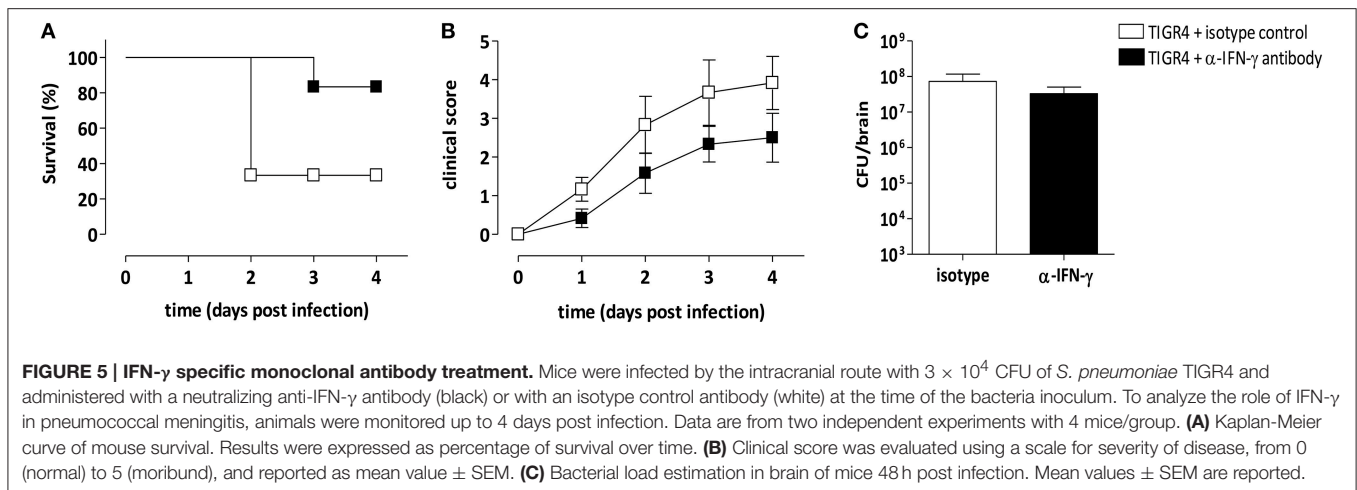 A
Survival (%)
100
80
60
40
20
0
0 1 2 3 4
time (days post infection)
B
clinical score
5
4
3
2
1
0
0 1 2 3 4
time (days post infection)
C
CFU/brain
10⁹
10⁸
10⁷
10⁶
10⁵
10⁴
10³
isotype α-IFN-γ
TIGR4 + isotype control
TIGR4 + α-IFN-γ antibody
FIGURE 5 | IFN-γ specific monoclonal antibody treatment. Mice were infected by the intracranial route with 3 × 10⁴ CFU of S. pneumoniae TIGR4 and
administered with a neutralizing anti-IFN-γ antibody (black) or with an isotype control antibody (white) at the time of the bacteria inoculum. To analyze the role of IFN-γ
in pneumococcal meningitis, animals were monitored up to 4 days post infection. Data are from two independent experiments with 4 mice/group. (A) Kaplan-Meier
curve of mouse survival. Results were expressed as percentage of survival over time. (B) Clinical score was evaluated using a scale for severity of disease, from 0
(normal) to 5 (moribund), and reported as mean value ± SEM. (C) Bacterial load estimation in brain of mice 48 h post infection. Mean values ± SEM are reported.